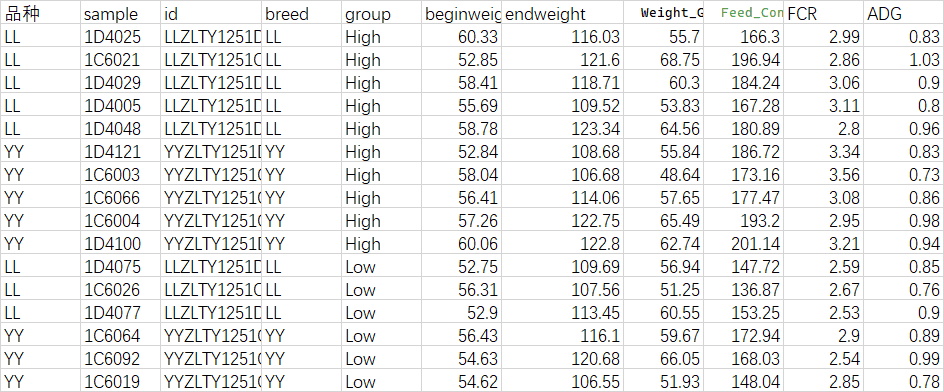 品种 sample id breed group beginweig endweight Weight_G Feed_Con FCR ADG
LL 1D4025 LLZLTY1251D LL High 60.33 116.03 55.7 166.3 2.99 0.83
LL 1C6021 LLZLTY1251C LL High 52.85 121.6 68.75 196.94 2.86 1.03
LL 1D4029 LLZLTY1251D LL High 58.41 118.71 60.3 184.24 3.06 0.9
LL 1D4005 LLZLTY1251D LL High 55.69 109.52 53.83 167.28 3.11 0.8
LL 1D4048 LLZLTY1251D LL High 58.78 123.34 64.56 180.89 2.8 0.96
YY 1D4121 YYZLTY1251D YY High 52.84 108.68 55.84 186.72 3.34 0.83
YY 1C6003 YYZLTY1251C YY High 58.04 106.68 48.64 173.16 3.56 0.73
YY 1C6066 YYZLTY1251C YY High 56.41 114.06 57.65 177.47 3.08 0.86
YY 1C6004 YYZLTY1251C YY High 57.26 122.75 65.49 193.2 2.95 0.98
YY 1D4100 YYZLTY1251D YY High 60.06 122.8 62.74 201.14 3.21 0.94
LL 1D4075 LLZLTY1251D LL Low 52.75 109.69 56.94 147.72 2.59 0.85
LL 1C6026 LLZLTY1251C LL Low 56.31 107.56 51.25 136.87 2.67 0.76
LL 1D4077 LLZLTY1251D LL Low 52.9 113.45 60.55 153.25 2.53 0.9
YY 1C6064 YYZLTY1251C YY Low 56.43 116.1 59.67 172.94 2.9 0.89
YY 1C6092 YYZLTY1251C YY Low 54.63 120.68 66.05 168.03 2.54 0.99
YY 1C6019 YYZLTY1251C YY Low 54.62 106.55 51.93 148.04 2.85 0.78